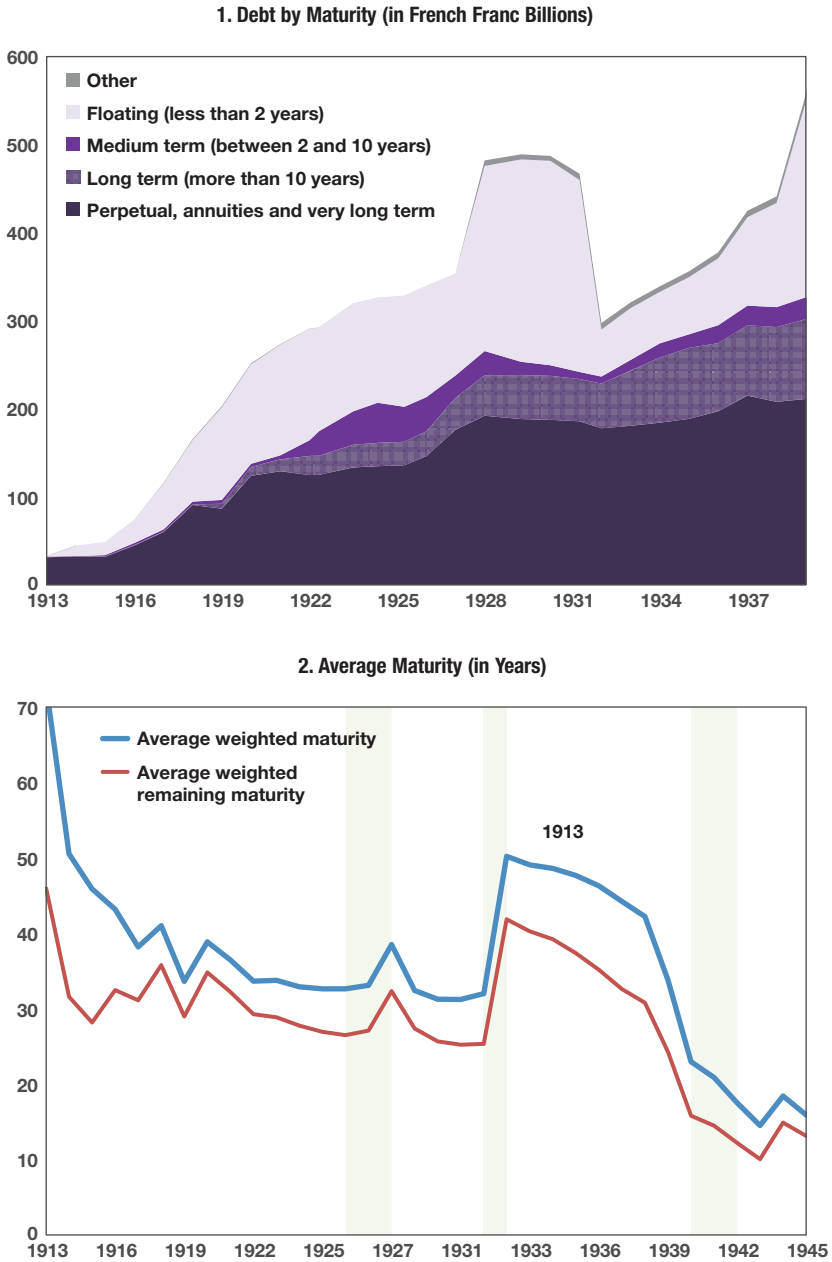 1. Debt by Maturity (in French Franc Billions)
600
500
400
300
200
100
0
Other
Floating (less than 2 years)
Medium term (between 2 and 10 years)
Long term (more than 10 years)
Perpetual, annuities and very long term
1913 1916 1919 1922 1925 1928 1931 1934 1937
2. Average Maturity (in Years)
70
60
50
40
30
20
10
0
Average weighted maturity
Average weighted
remaining maturity
1913
1913 1916 1919 1922 1925 1927 1931 1933 1936 1939 1942 1945